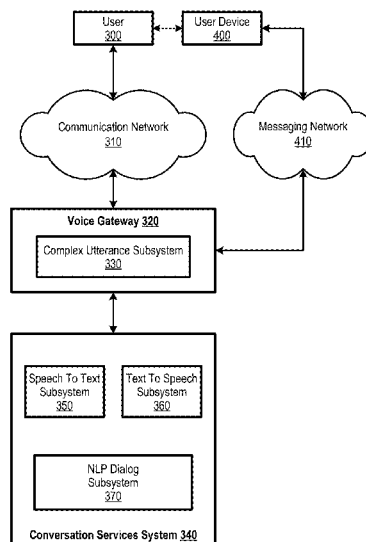 User
300
User Device
400
Communication Network
310
Messaging Network
410
Voice Gateway 320
Complex Utterance Subsystem
330
Speech To Text
Subsystem
350
Text To Speech
Subsystem
360
NLP Dialog
Subsystem
370
Conversation Services System 340